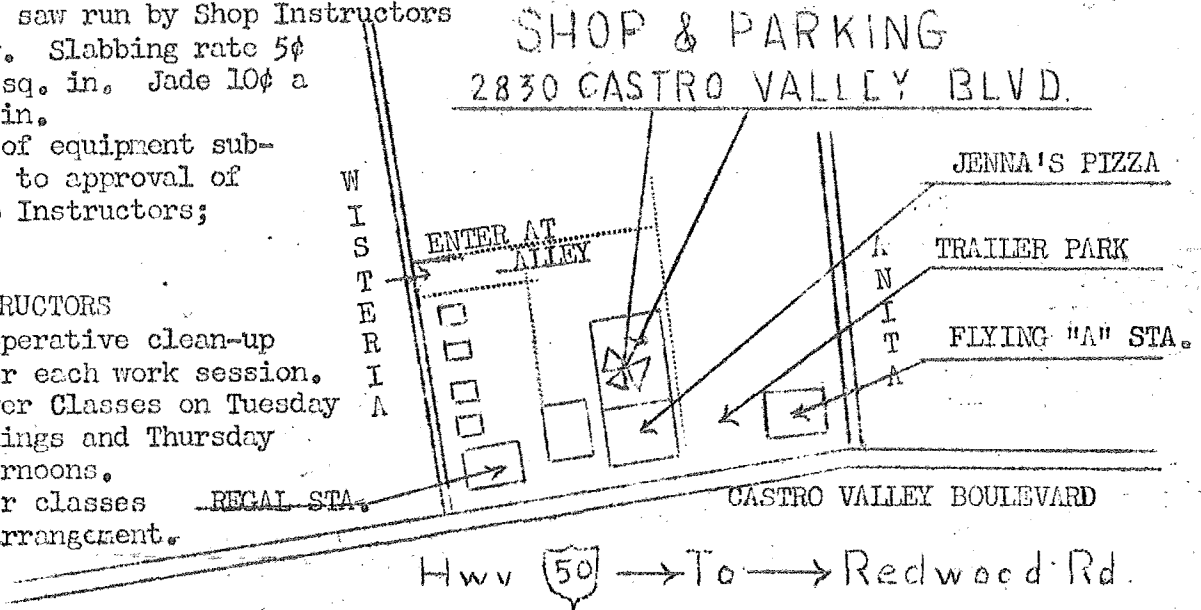 saw run by Shop Instructors
Slabbing rate 5¢
sq. in. Jade 10¢ a
in.
of equipment sub-
to approval of
Instructors;
RUCTORS
perative clean-up
r each work session.
er Classes on Tuesday
ings and Thursday
rnoons.
r classes
rrangement.
SHOP & PARKING
2830 CASTRO VALLEY BLVD.
WISTERIA
ENTER AT
ALLEY
ANITA
JENNA'S PIZZA
TRAILER PARK
FLYING "A" STA.
REGAL STA.
CASTRO VALLEY BOULEVARD
Hwy 50 → To → Redwood Rd.